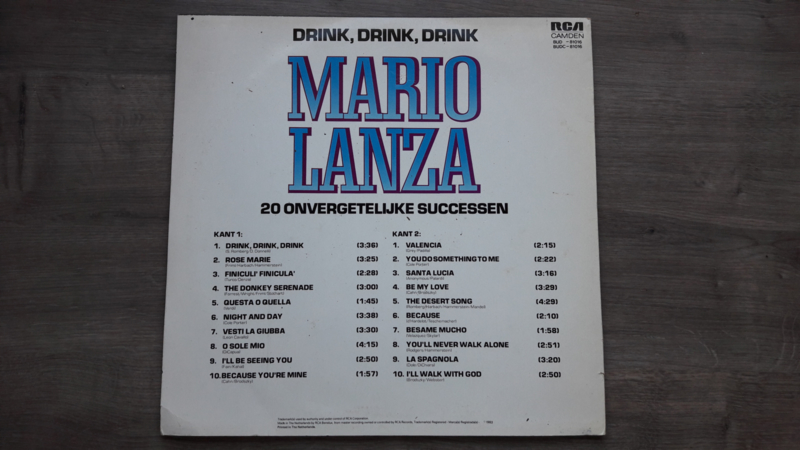 DRINK, DRINK, DRINK
RCA
CAMDEN
MARIO
LANZA
20 ONVERGETELIJKE SUCCESSEN
KANT 1:
1. DRINK, DRINK, DRINK (3:36)
2. ROSE MARIE (3:25)
3. FINICULI' FINICULA' (2:28)
4. THE DONKEY SERENADE (3:00)
5. QUESTA O QUELLA (1:45)
6. NIGHT AND DAY (3:38)
(Cole Porter)
7. VESTI LA GIUBBA (3:30)
8. O SOLE MIO (4:15)
9. I'LL BE SEEING YOU (2:50)
10. BECAUSE YOU'RE MINE (1:57)
KANT 2:
1. VALENCIA (2:15)
2. YOU DO SOMETHING TO ME (2:22)
(Cole Porter)
3. SANTA LUCIA (3:16)
4. BE MY LOVE (3:29)
5. THE DESERT SONG (4:29)
6. BECAUSE (2:10)
7. BESAME MUCHO (1:58)
8. YOU'LL NEVER WALK ALONE (2:51)
9. LA SPAGNOLA (3:20)
10. I'LL WALK WITH GOD (2:50)